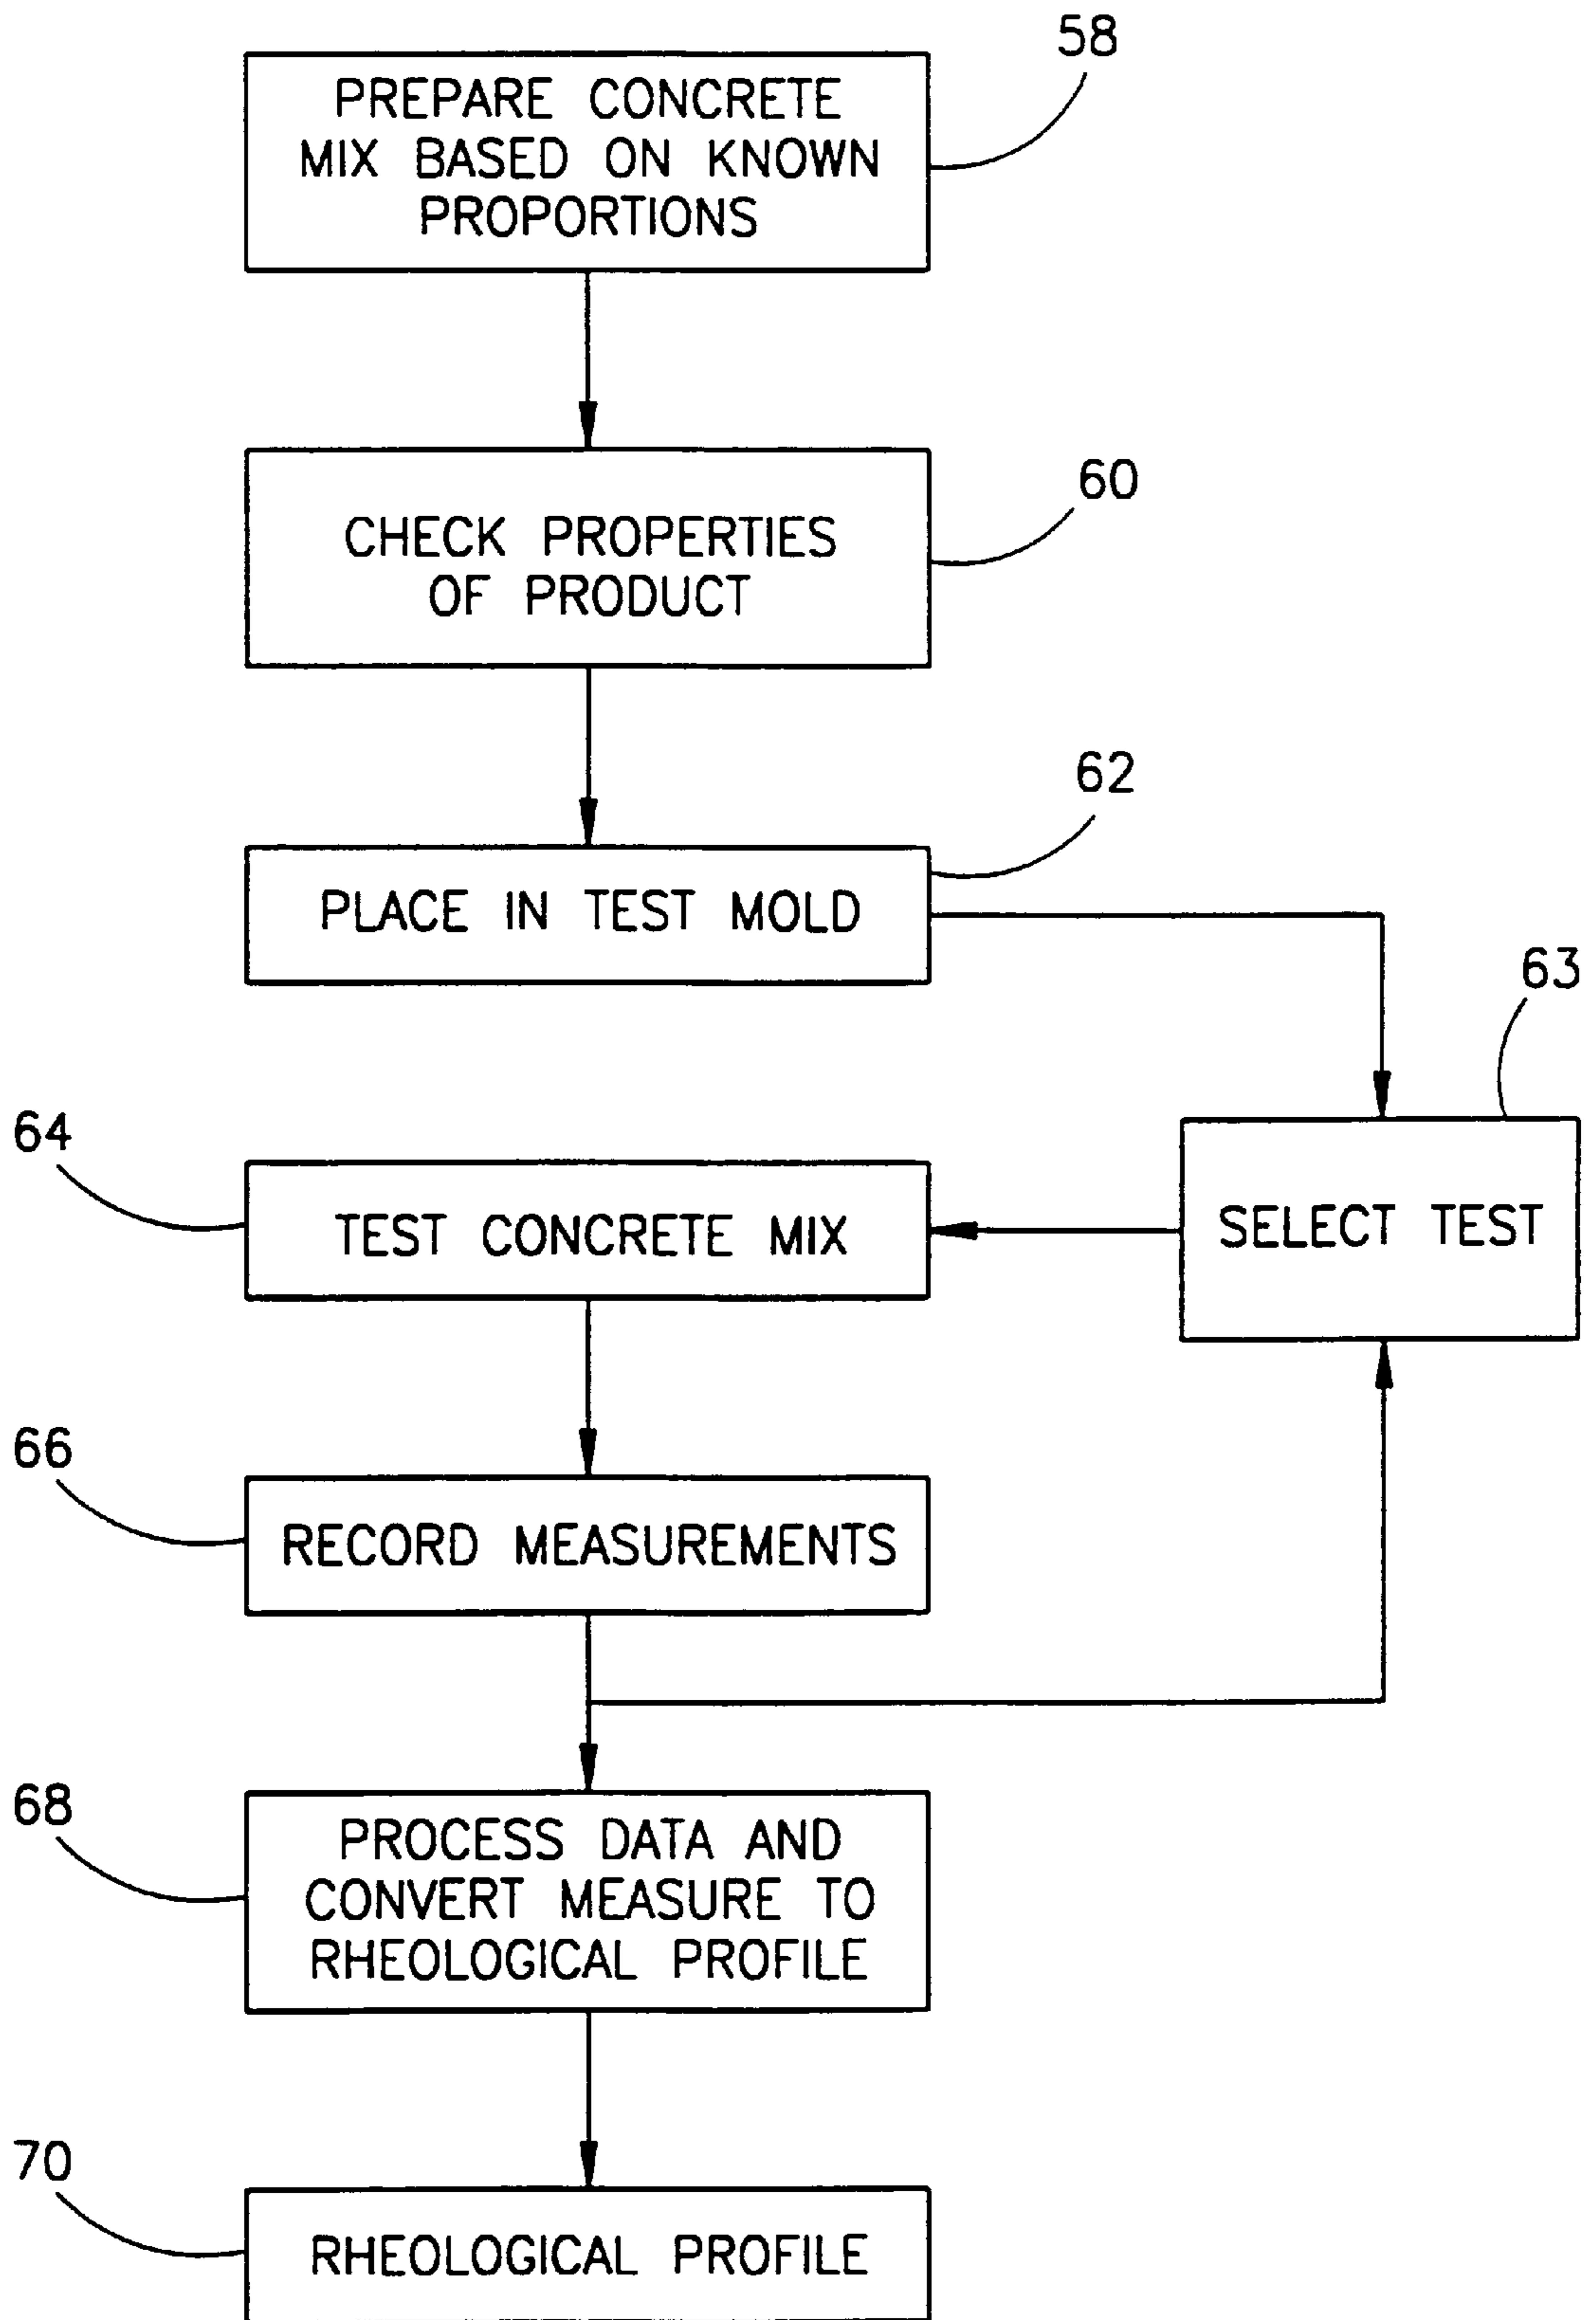 58
PREPARE CONCRETE
MIX BASED ON KNOWN
PROPORTIONS
60
CHECK PROPERTIES
OF PRODUCT
62
PLACE IN TEST MOLD
63
SELECT TEST
64
TEST CONCRETE MIX
66
RECORD MEASUREMENTS
68
PROCESS DATA AND
CONVERT MEASURE TO
RHEOLOGICAL PROFILE
70
RHEOLOGICAL PROFILE